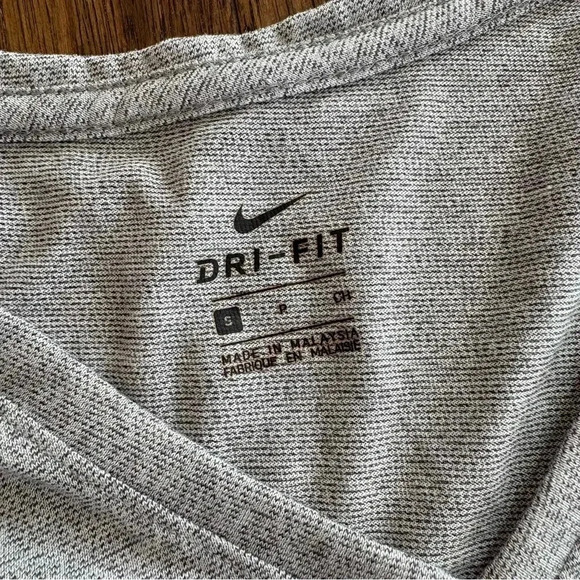 DRI-FIT
S P CH
MADE IN MALAYSIA
FABRIQUE EN MALAISIE